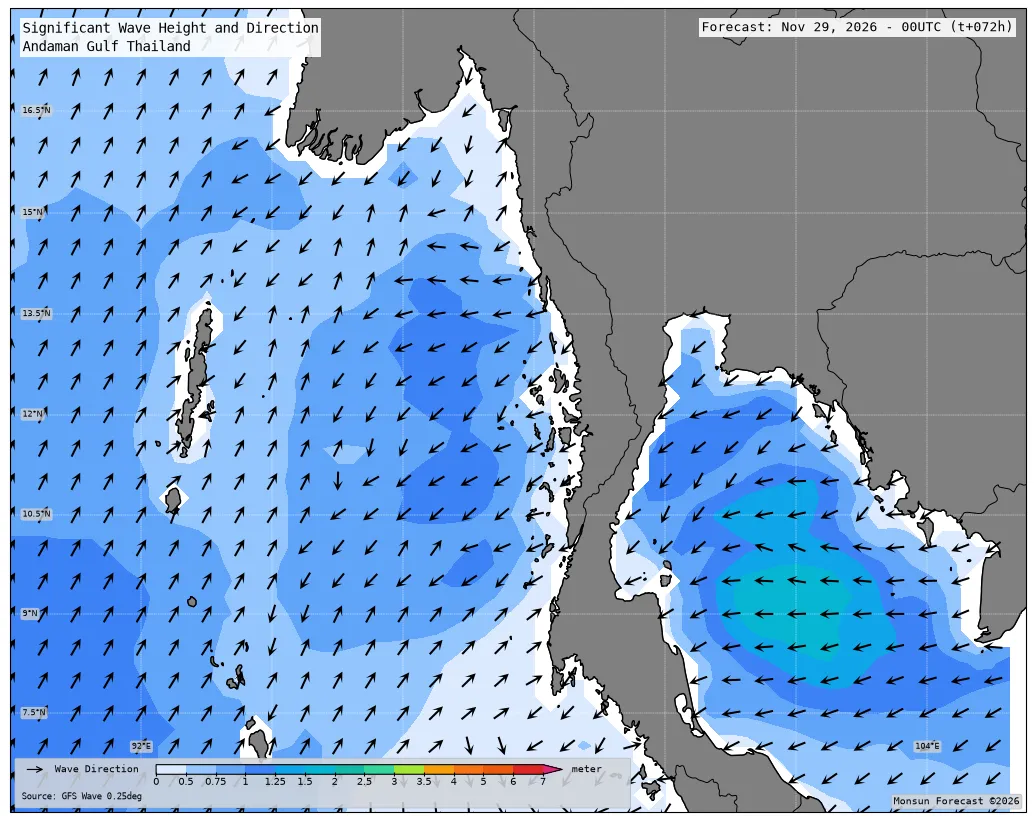 Significant Wave Height and Direction
Andaman Gulf Thailand
Forecast: Nov 29, 2026 - 00UTC (t+072h)
16.5°N
15°N
13.5°N
12°N
10.5°N
9°N
7.5°N
92°E
104°E
Wave Direction
0 0.5 0.75 1 1.25 1.5 2 2.5 3 3.5 4 5 6 7 meter
Source: GFS Wave 0.25deg
Monsun Forecast ©2026